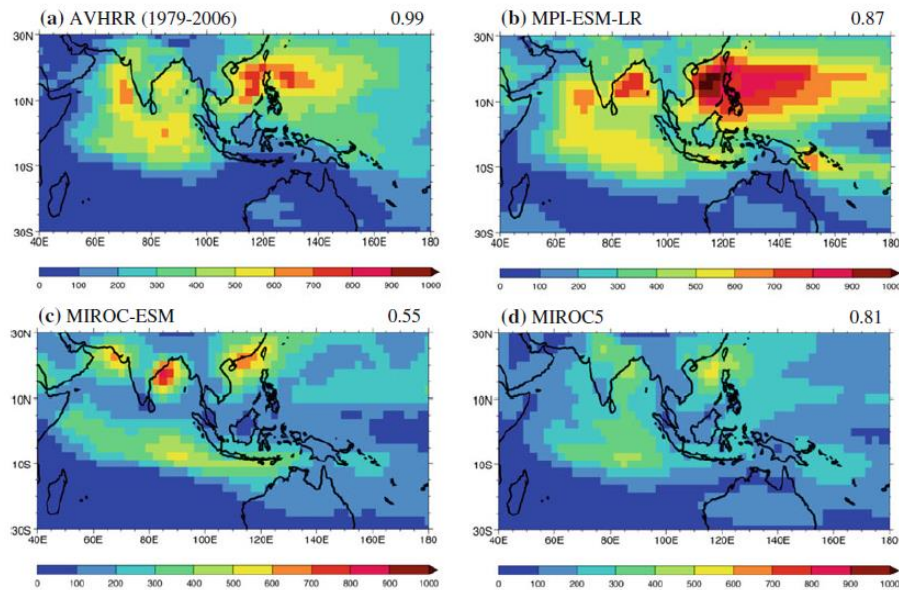 (a) AVHRR (1979-2006) 0.99
30N
10N
10S
30S
40E 60E 80E 100E 120E 140E 160E 180
0 100 200 300 400 500 600 700 800 900 1000
(b) MPI-ESM-LR 0.87
30N
10N
10S
30S
40E 60E 80E 100E 120E 140E 160E 180
0 100 200 300 400 500 600 700 800 900 1000
(c) MIROC-ESM 0.55
30N
10N
10S
30S
40E 60E 80E 100E 120E 140E 160E 180
0 100 200 300 400 500 600 700 800 900 1000
(d) MIROC5 0.81
30N
10N
10S
30S
40E 60E 80E 100E 120E 140E 160E 180
0 100 200 300 400 500 600 700 800 900 1000